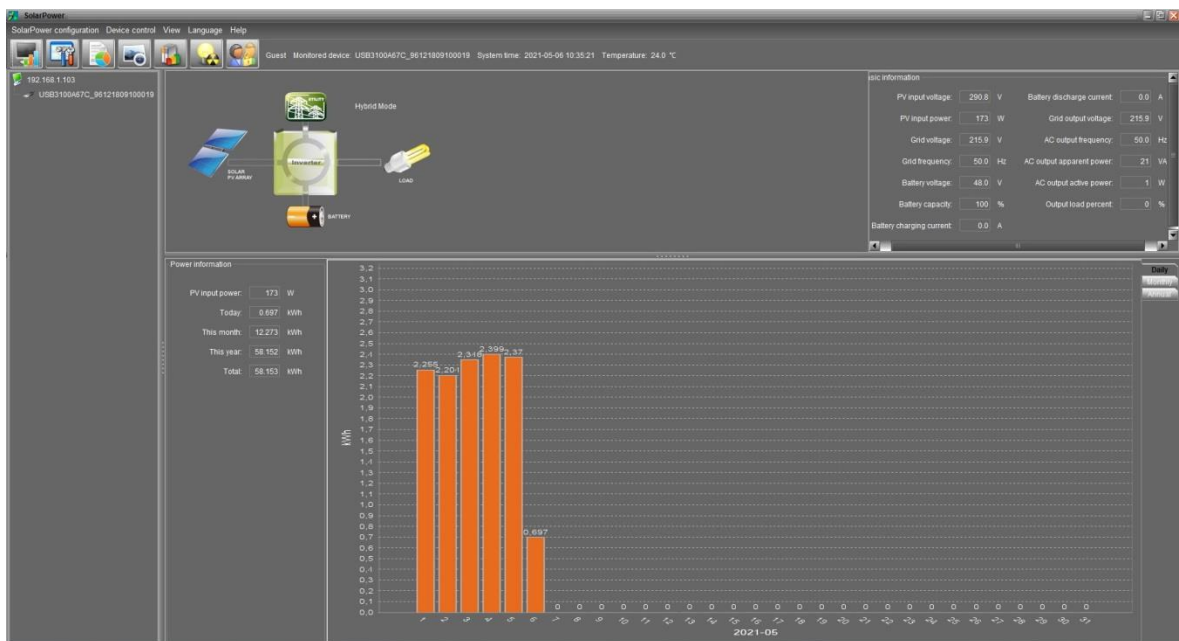 SolarPower
SolarPower configuration Device control View Language Help
Guest Monitored device: USB3100A67C_96121809100019 System time: 2021-05-06 10:35:21 Temperature: 24.0 ℃
192.168.1.103
USB3100A67C_96121809100019
UTILITY
Hybrid Mode
Inverter
SOLAR
PV ARRAY
LOAD
BATTERY
asic information
PV input voltage: 290.8 V Battery discharge current: 0.0 A
PV input power: 173 W Grid output voltage: 215.9 V
Grid voltage: 215.9 V AC output frequency: 50.0 Hz
Grid frequency: 50.0 Hz AC output apparent power: 21 VA
Battery voltage: 48.0 V AC output active power: 1 W
Battery capacity: 100 % Output load percent: 0 %
Battery charging current: 0.0 A
Power information
PV input power: 173 W
Today: 0.697 kWh
This month: 12.273 kWh
This year: 58.152 kWh
Total: 58.153 kWh
Daily
Monthly
Annual
kWh
3,2
3,1
3,0
2,9
2,8
2,7
2,6
2,5
2,4
2,3
2,2
2,1
2,0
1,9
1,8
1,7
1,6
1,5
1,4
1,3
1,2
1,1
1,0
0,9
0,8
0,7
0,6
0,5
0,4
0,3
0,2
0,1
0,0
2,255 2,201 2,348 2,399 2,37 0,697 0 0 0 0 0 0 0 0 0 0 0 0 0 0 0 0 0 0 0 0 0 0 0 0 0
1 2 3 4 5 6 7 8 9 10 11 12 13 14 15 16 17 18 19 20 21 22 23 24 25 26 27 28 29 30 31
2021-05